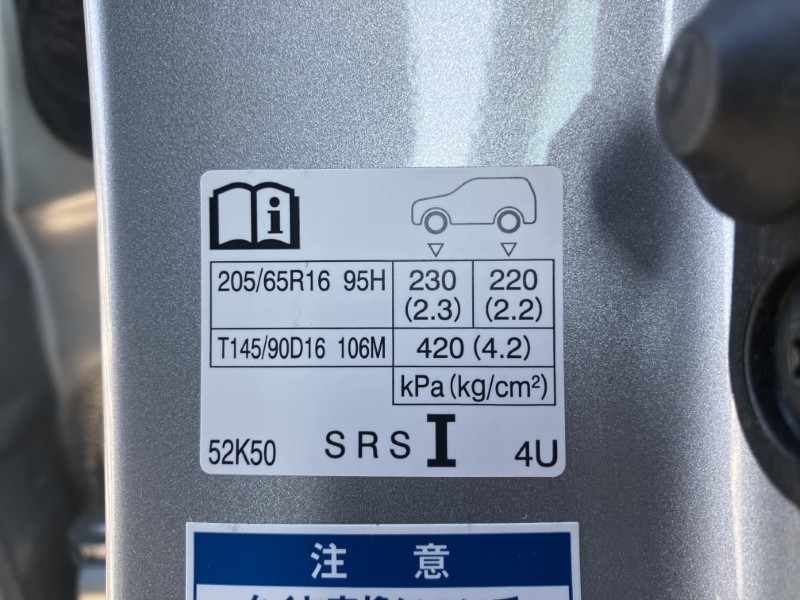 205/65R16 95H 230 (2.3) 220 (2.2)
T145/90D16 106M 420 (4.2)
kPa(kg/cm²)
52K50 SRS I 4U
注 意